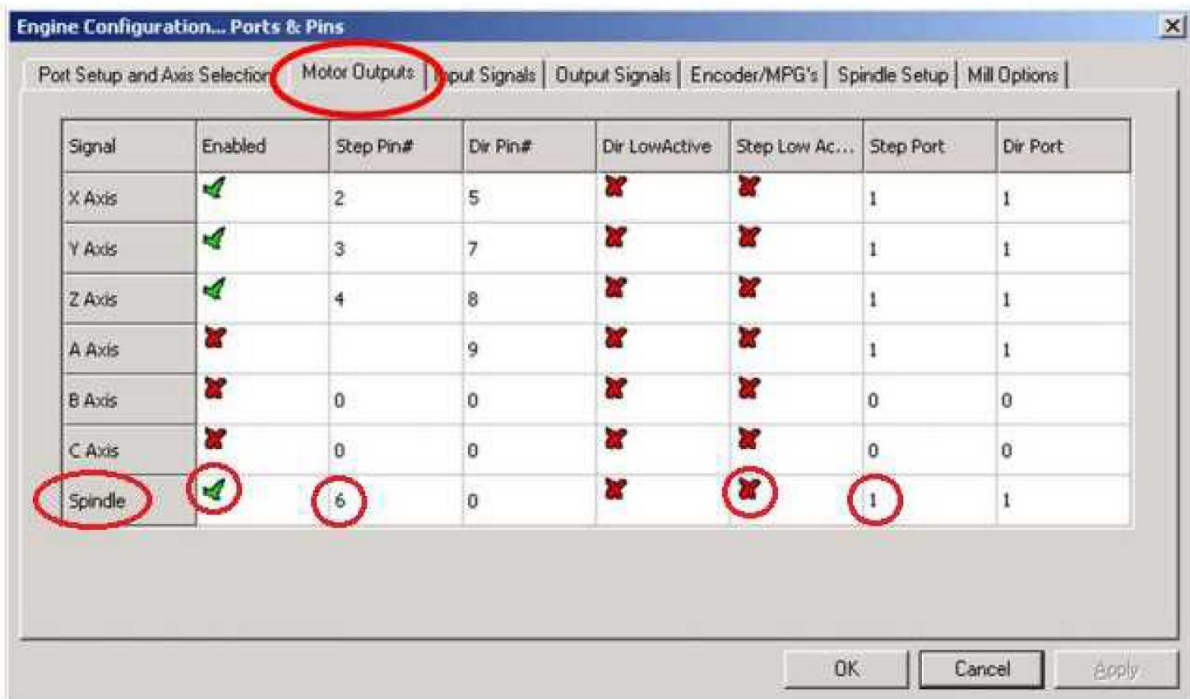 Engine Configuration... Ports & Pins
Port Setup and Axis Selection Motor Outputs Input Signals Output Signals Encoder/MPG's Spindle Setup Mill Options
Signal Enabled Step Pin# Dir Pin# Dir LowActive Step Low Ac... Step Port Dir Port
X Axis 2 5 1 1
Y Axis 3 7 1 1
Z Axis 4 8 1 1
A Axis 9 1 1
B Axis 0 0 0 0
C Axis 0 0 0 0
Spindle 6 0 1 1
OK Cancel Apply